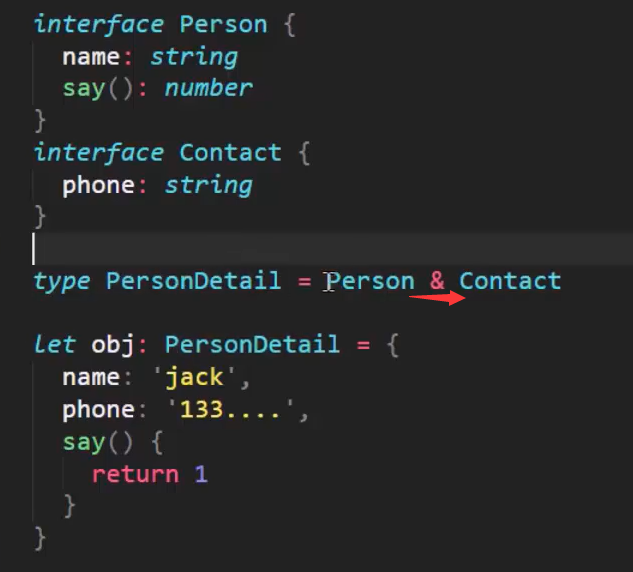 interface Person {
  name: string
  say(): number
}
interface Contact {
  phone: string
}

type PersonDetail = Person & Contact

let obj: PersonDetail = {
  name: 'jack',
  phone: '133....',
  say() {
    return 1
  }
}